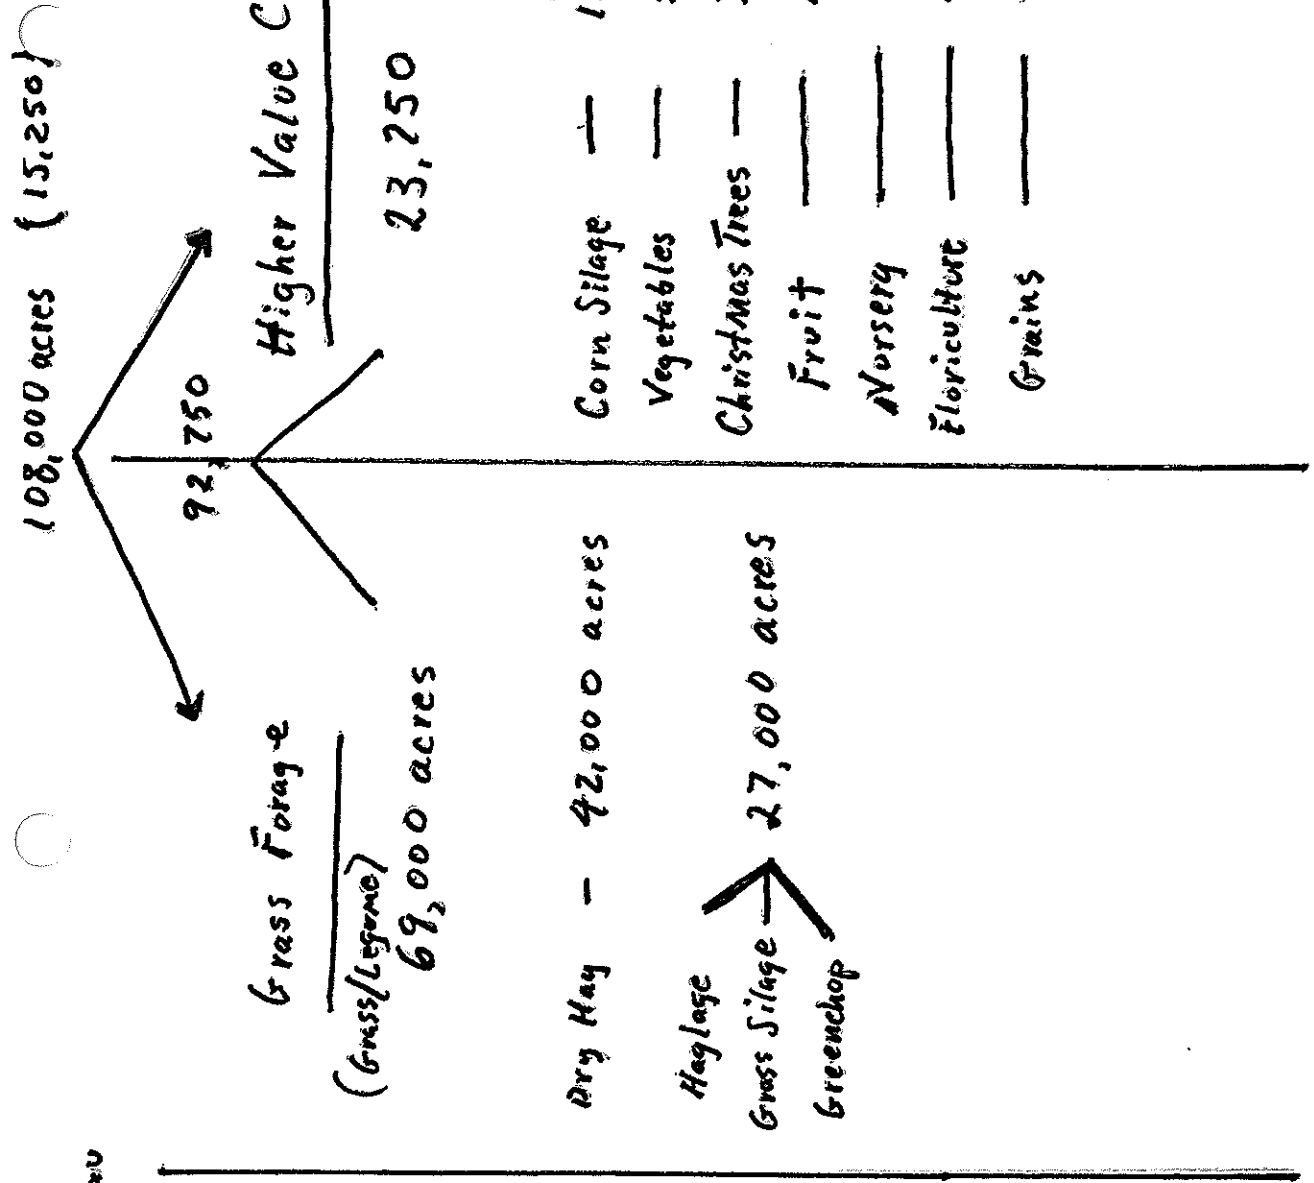 108,000 acres (15,250)
92,750
Grass Forage
(Grass/Legume)
69,000 acres
Higher Value C
23,750
Dry Hay - 42,000 acres
Haylage
Grass Silage 27,000 acres
Greenchop
Corn Silage —
Vegetables —
Christmas Trees —
Fruit —
Nursery —
Floriculture —
Grains —